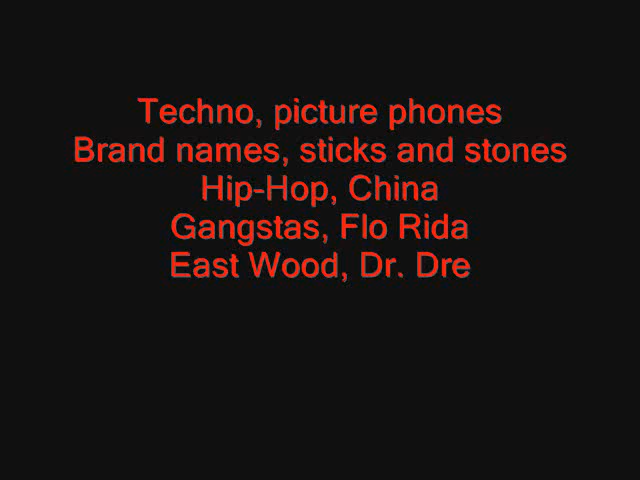 Techno, picture phones
Brand names, sticks and stones
Hip-Hop, China
Gangstas, Flo Rida
East Wood, Dr. Dre